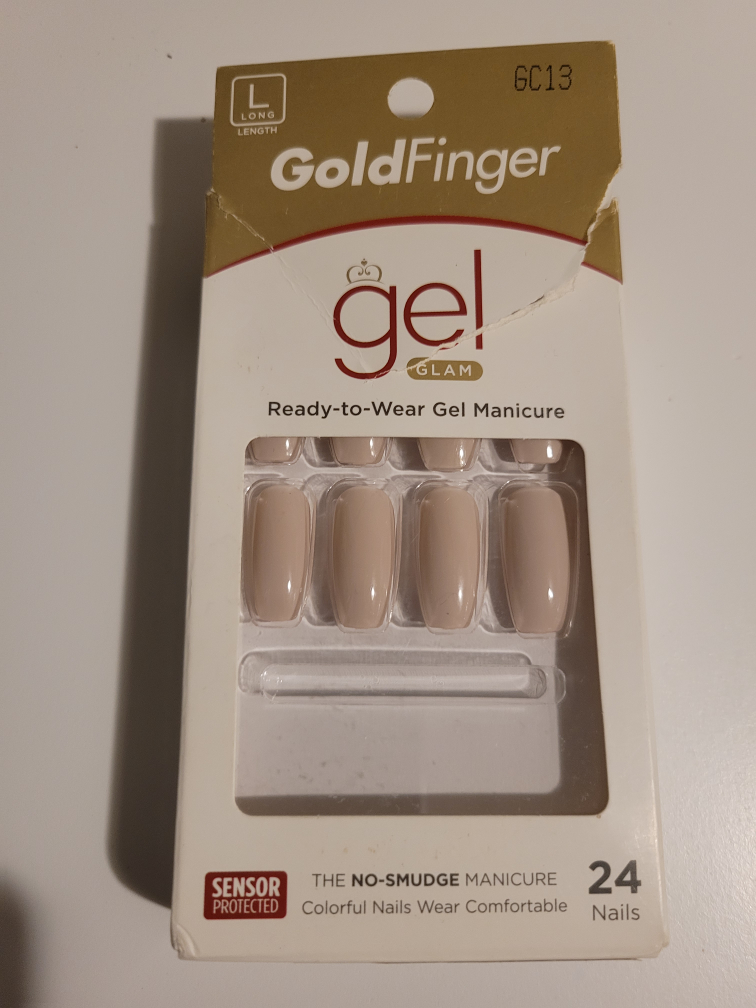 GC13
L
LONG
LENGTH
GoldFinger
gel
GLAM
Ready-to-Wear Gel Manicure
SENSOR
PROTECTED
THE NO-SMUDGE MANICURE
Colorful Nails Wear Comfortable
24
Nails